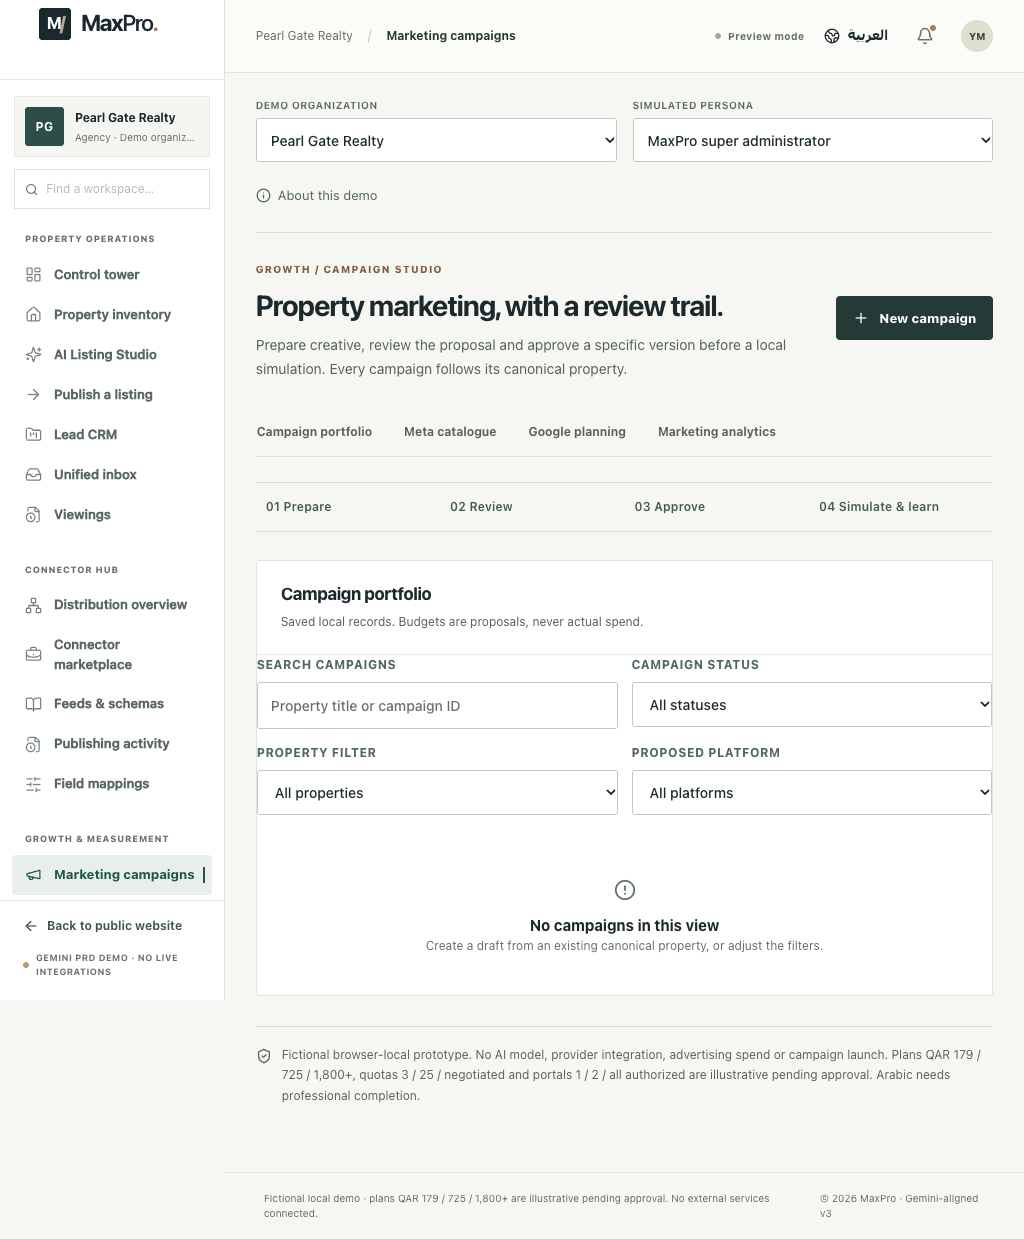 M/ MaxPro.
PG
Pearl Gate Realty
Agency · Demo organiz...
Find a workspace...
PROPERTY OPERATIONS
Control tower
Property inventory
AI Listing Studio
Publish a listing
Lead CRM
Unified inbox
Viewings
CONNECTOR HUB
Distribution overview
Connector
marketplace
Feeds & schemas
Publishing activity
Field mappings
GROWTH & MEASUREMENT
Marketing campaigns
Back to public website
GEMINI PRD DEMO · NO LIVE
INTEGRATIONS
Pearl Gate Realty / Marketing campaigns
Preview mode
العربية
YM
DEMO ORGANIZATION
Pearl Gate Realty
SIMULATED PERSONA
MaxPro super administrator
About this demo
GROWTH / CAMPAIGN STUDIO
Property marketing, with a review trail.
Prepare creative, review the proposal and approve a specific version before a local
simulation. Every campaign follows its canonical property.
New campaign
Campaign portfolio Meta catalogue Google planning Marketing analytics
01 Prepare 02 Review 03 Approve 04 Simulate & learn
Campaign portfolio
Saved local records. Budgets are proposals, never actual spend.
SEARCH CAMPAIGNS
Property title or campaign ID
CAMPAIGN STATUS
All statuses
PROPERTY FILTER
All properties
PROPOSED PLATFORM
All platforms
No campaigns in this view
Create a draft from an existing canonical property, or adjust the filters.
Fictional browser-local prototype. No AI model, provider integration, advertising spend or campaign launch. Plans QAR 179 /
725 / 1,800+, quotas 3 / 25 / negotiated and portals 1 / 2 / all authorized are illustrative pending approval. Arabic needs
professional completion.
Fictional local demo · plans QAR 179 / 725 / 1,800+ are illustrative pending approval. No external services
connected.
© 2026 MaxPro · Gemini-aligned
v3